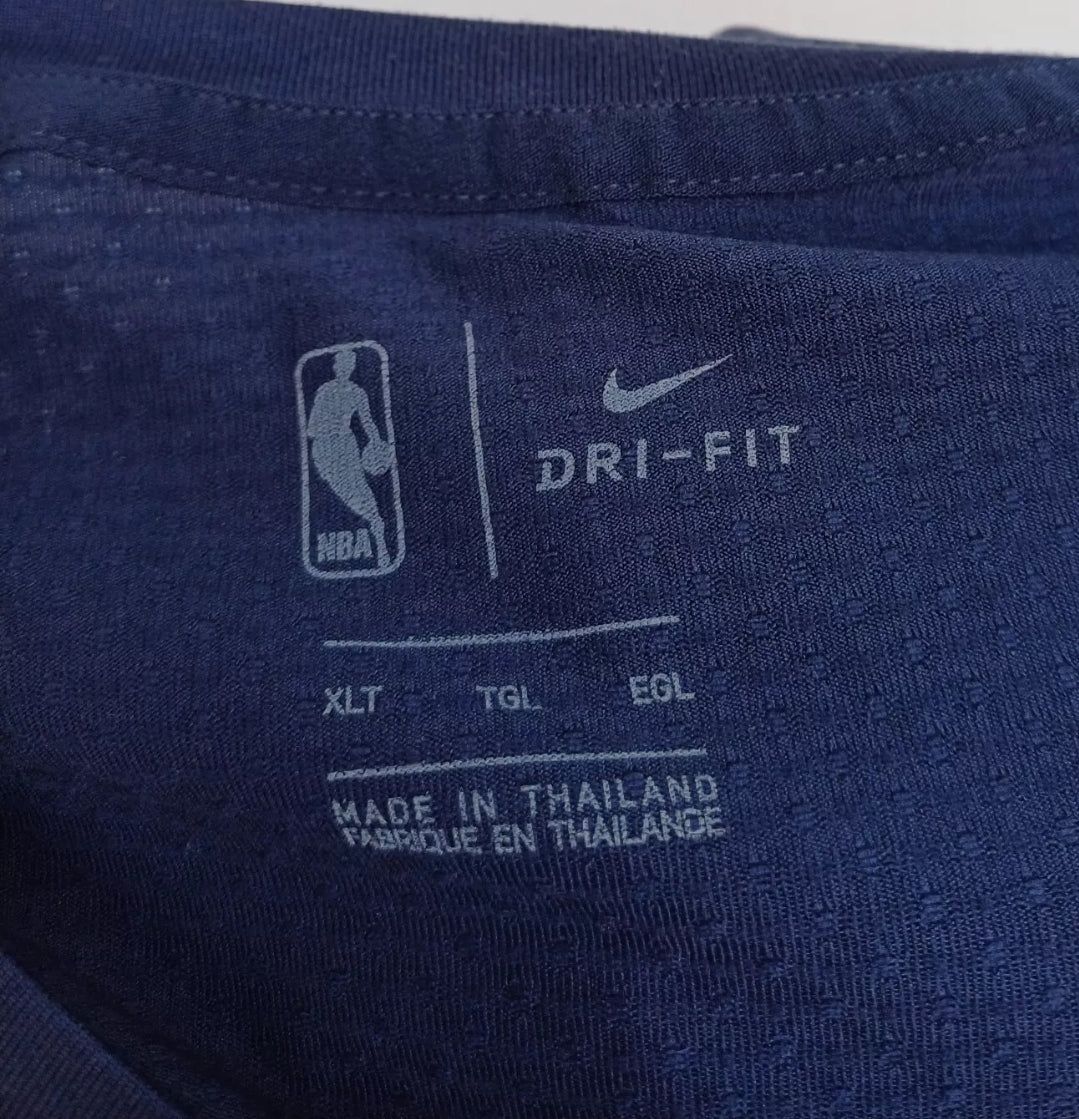 NBA
DRI-FIT
XLT TGL EGL
MADE IN THAILAND
FABRIQUE EN THAILANDE